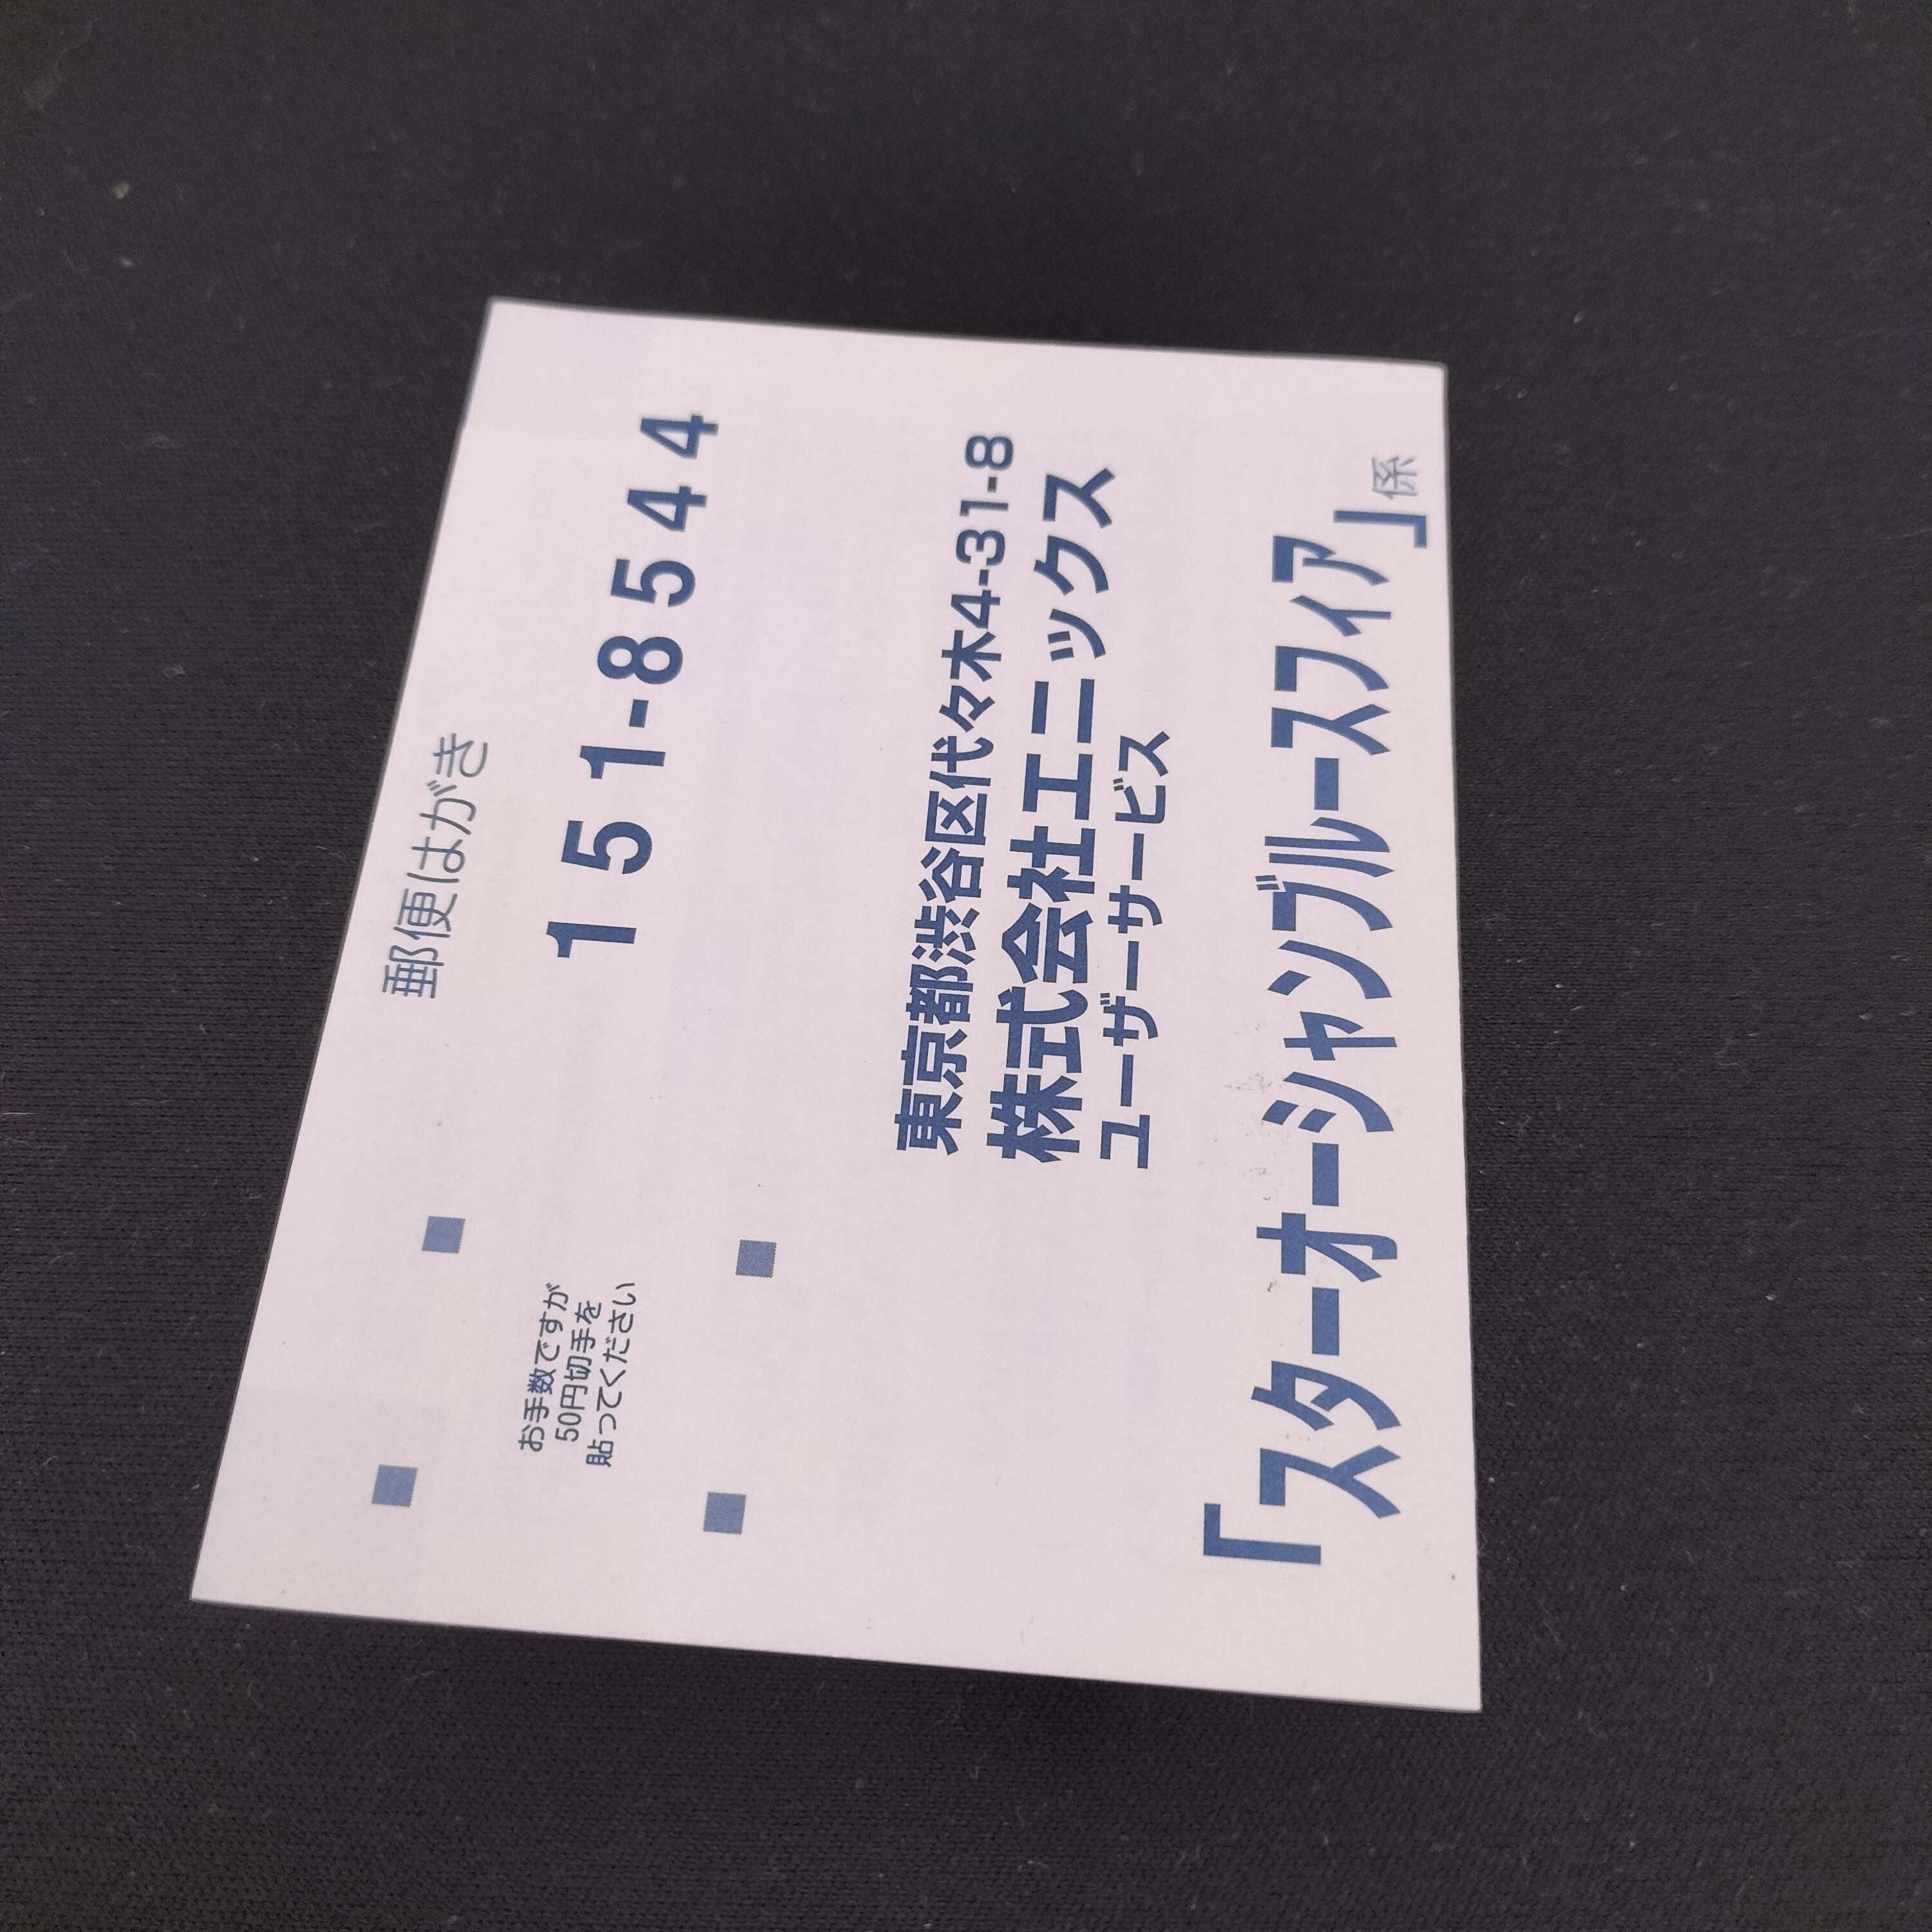 郵便はがき
151-8544
お手数ですが
50円切手を
貼ってください
東京都渋谷区代々木4-31-8
株式会社エニックス
ユーザーサービス
「スターオーシャンブルースフィア」係